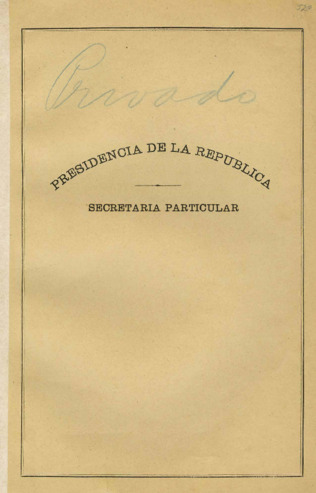 Privado
PRESIDENCIA DE LA REPUBLICA
SECRETARIA PARTICULAR